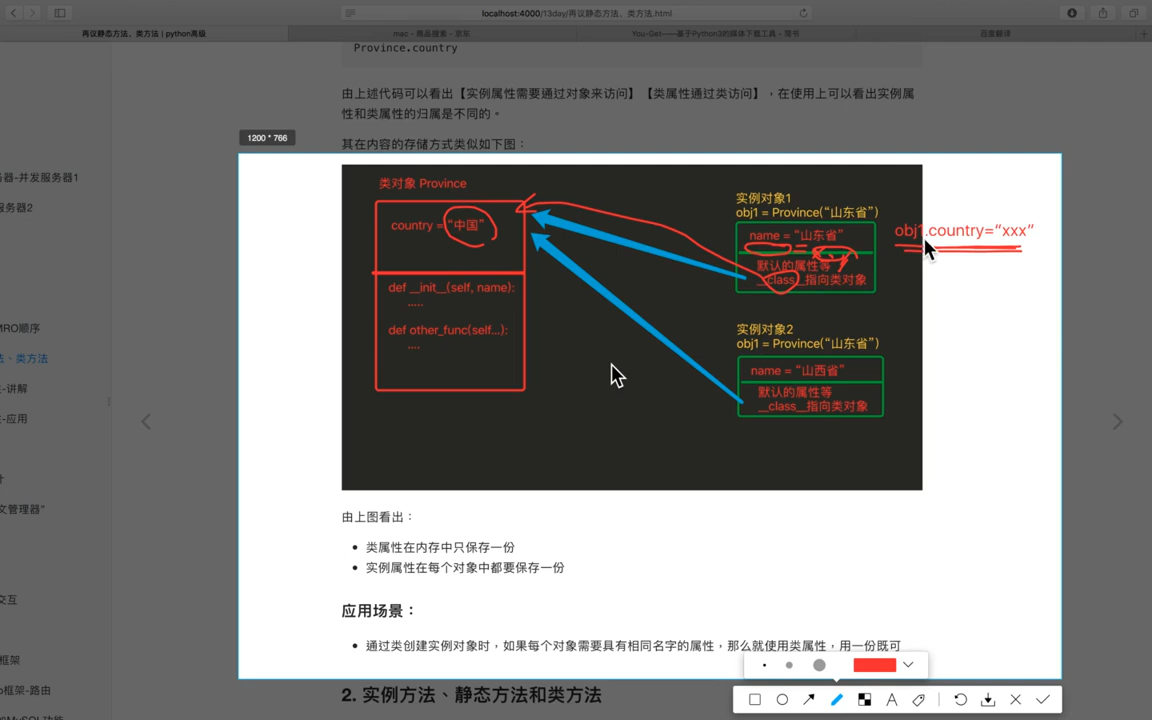 localhost:4000/13day/再议静态方法、类方法.html
再议静态方法、类方法 | python高级
mac - 商品搜索 - 京东
You-Get——基于Python3的媒体下载工具 - 简书
百度翻译
Province.country
由上述代码可以看出【实例属性需要通过对象来访问】【类属性通过类访问】，在使用上可以看出实例属
性和类属性的归属是不同的。
其在内容的存储方式类似如下图：
1200 * 766
器-并发服务器1
服务器2
MRO顺序
法、类方法
-讲解
-应用
计
文管理器"
交互
框架
框架-路由
类对象 Province
country = “中国”
def __init__(self, name):
.....
def other_func(self...):
....
实例对象1
obj1 = Province(“山东省”)
name = “山东省”
默认的属性等
__class__指向类对象
obj1.country=“xxx”
实例对象2
obj1 = Province(“山东省”)
name = “山西省”
默认的属性等
__class__指向类对象
由上图看出：
类属性在内存中只保存一份
实例属性在每个对象中都要保存一份
应用场景：
通过类创建实例对象时，如果每个对象需要具有相同名字的属性，那么就使用类属性，用一份既可
2. 实例方法、静态方法和类方法